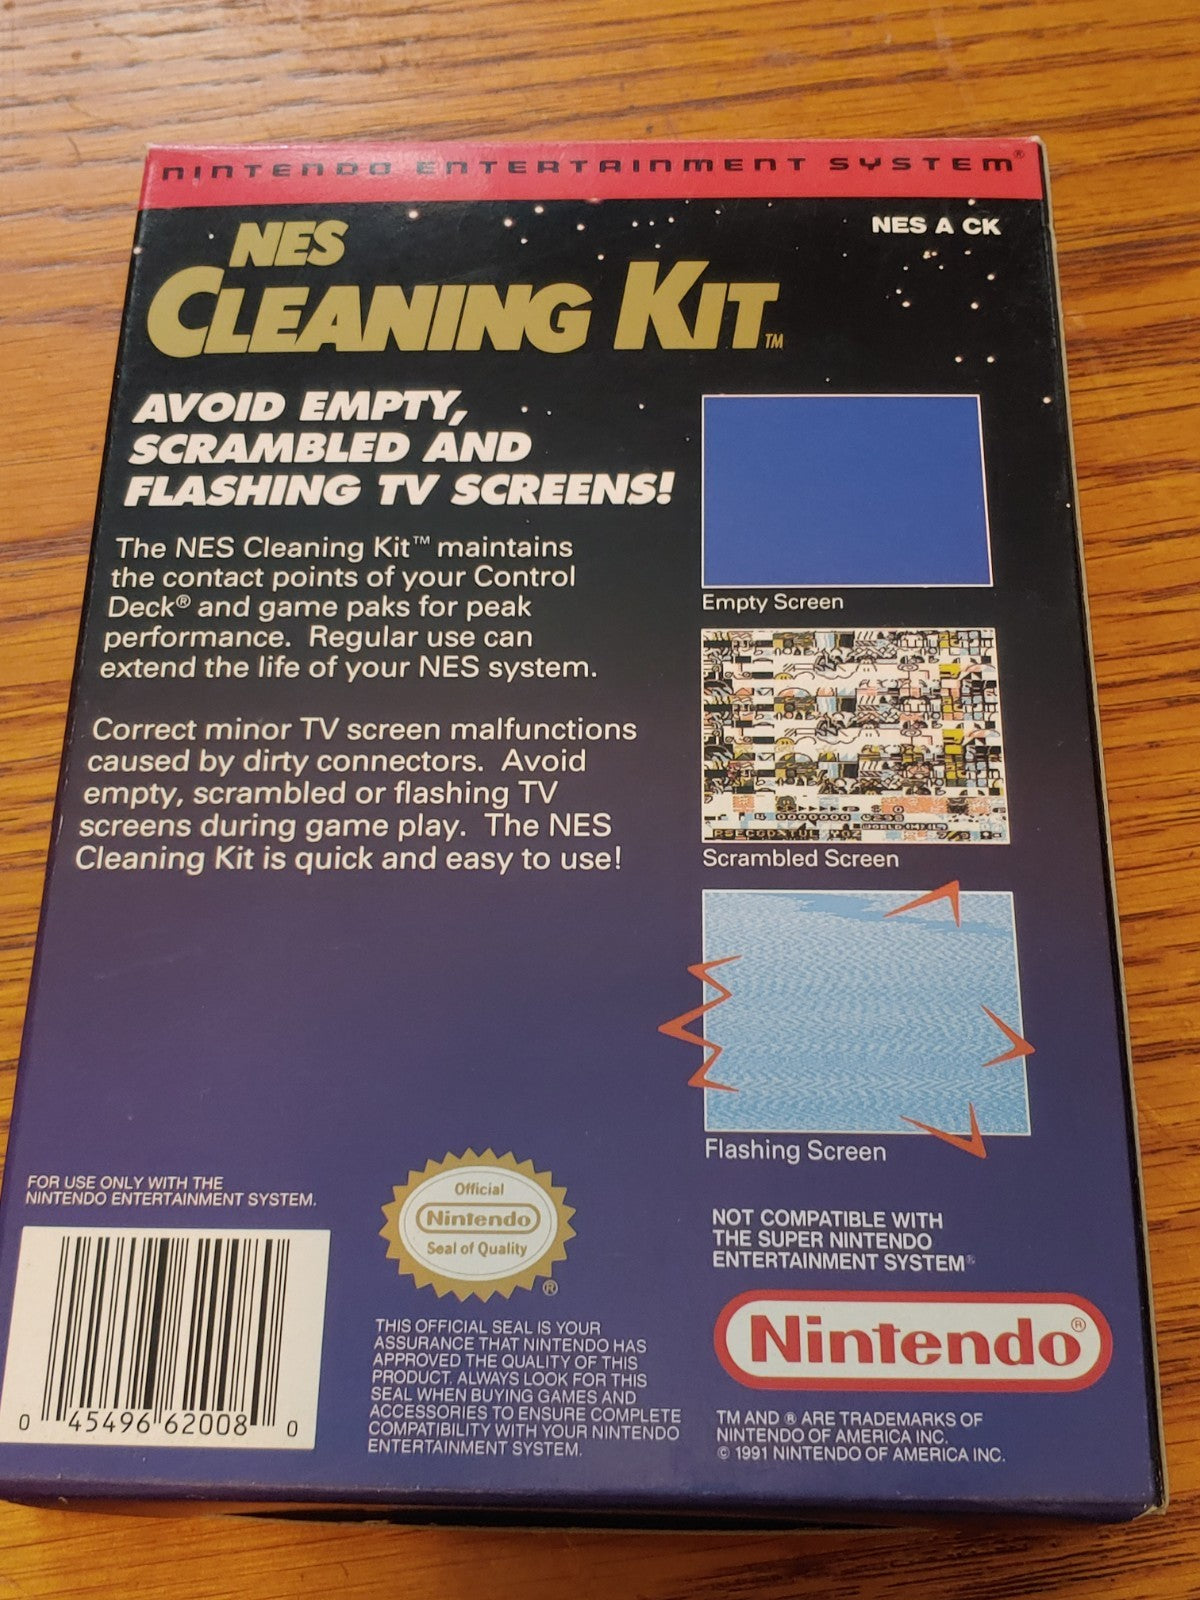 NINTENDO ENTERTAINMENT SYSTEM®
NES A CK
NES
CLEANING KIT™
AVOID EMPTY,
SCRAMBLED AND
FLASHING TV SCREENS!
The NES Cleaning Kit™ maintains
the contact points of your Control
Deck® and game paks for peak
performance. Regular use can
extend the life of your NES system.
Correct minor TV screen malfunctions
caused by dirty connectors. Avoid
empty, scrambled or flashing TV
screens during game play. The NES
Cleaning Kit is quick and easy to use!
Empty Screen
4 0000000
WORLD
Scrambled Screen
Flashing Screen
FOR USE ONLY WITH THE
NINTENDO ENTERTAINMENT SYSTEM.
0 45496 62008 0
Official
Nintendo
Seal of Quality
®
THIS OFFICIAL SEAL IS YOUR
ASSURANCE THAT NINTENDO HAS
APPROVED THE QUALITY OF THIS
PRODUCT. ALWAYS LOOK FOR THIS
SEAL WHEN BUYING GAMES AND
ACCESSORIES TO ENSURE COMPLETE
COMPATIBILITY WITH YOUR NINTENDO
ENTERTAINMENT SYSTEM.
NOT COMPATIBLE WITH
THE SUPER NINTENDO
ENTERTAINMENT SYSTEM®
Nintendo®
TM AND ® ARE TRADEMARKS OF
NINTENDO OF AMERICA INC.
© 1991 NINTENDO OF AMERICA INC.